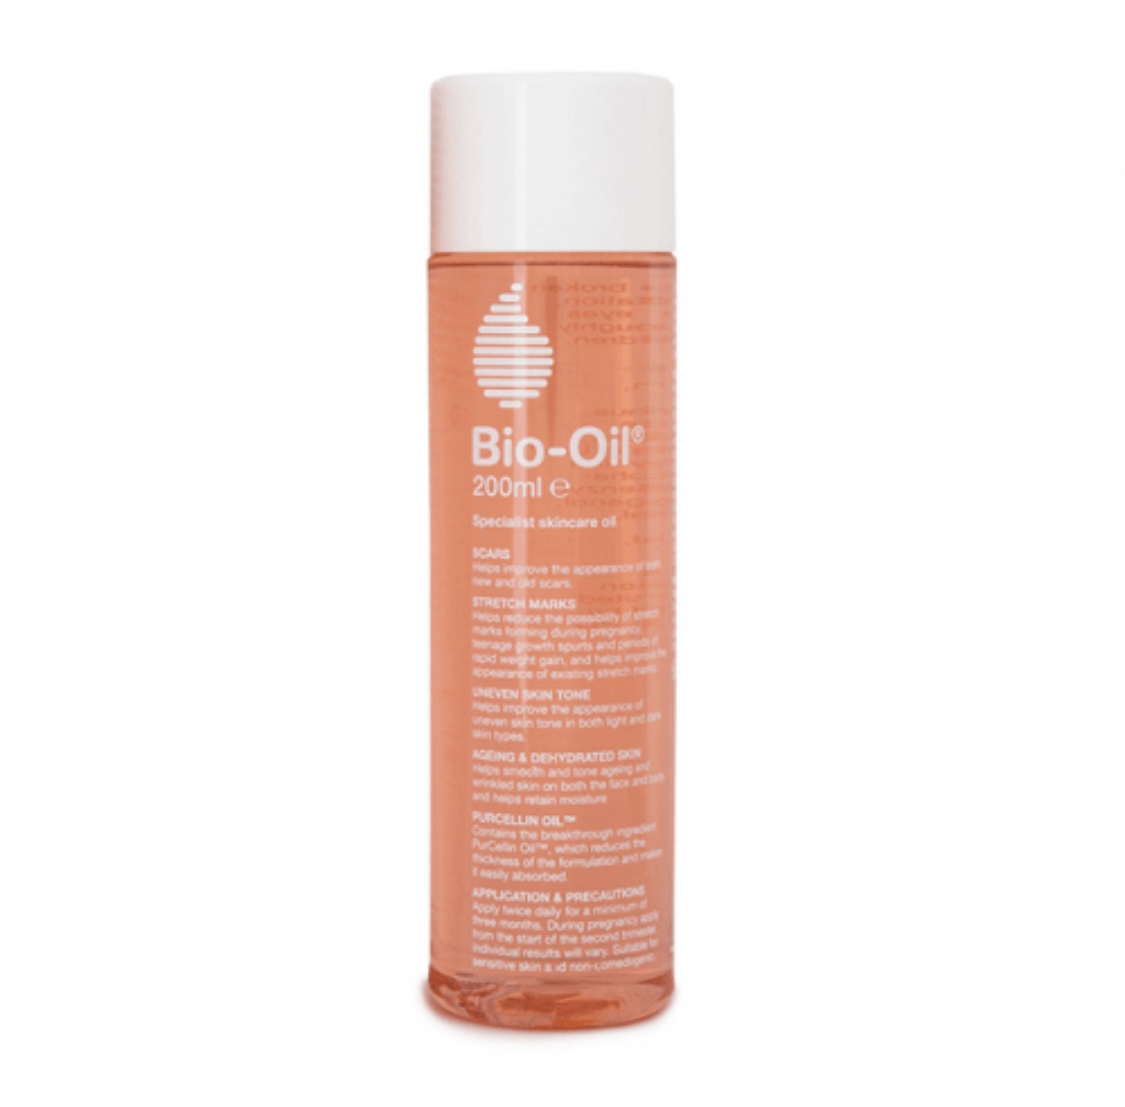 Bio-Oil®
200ml ℮
Specialist skincare oil
SCARS
Helps improve the appearance of both
new and old scars.
STRETCH MARKS
Helps reduce the possibility of stretch
marks forming during pregnancy,
teenage growth spurts and periods of
rapid weight gain, and helps improve the
appearance of existing stretch marks.
UNEVEN SKIN TONE
Helps improve the appearance of
uneven skin tone in both light and dark
skin types.
AGEING & DEHYDRATED SKIN
Helps smooth and tone ageing and
wrinkled skin on both the face and body,
and helps retain moisture
PURCELLIN OIL™
Contains the breakthrough ingredient
PurCellin Oil™, which reduces the
thickness of the formulation and makes
it easily absorbed.
APPLICATION & PRECAUTIONS
Apply twice daily for a minimum of
three months. During pregnancy apply
from the start of the second trimester.
Individual results will vary. Suitable for
sensitive skin and non-comedogenic.